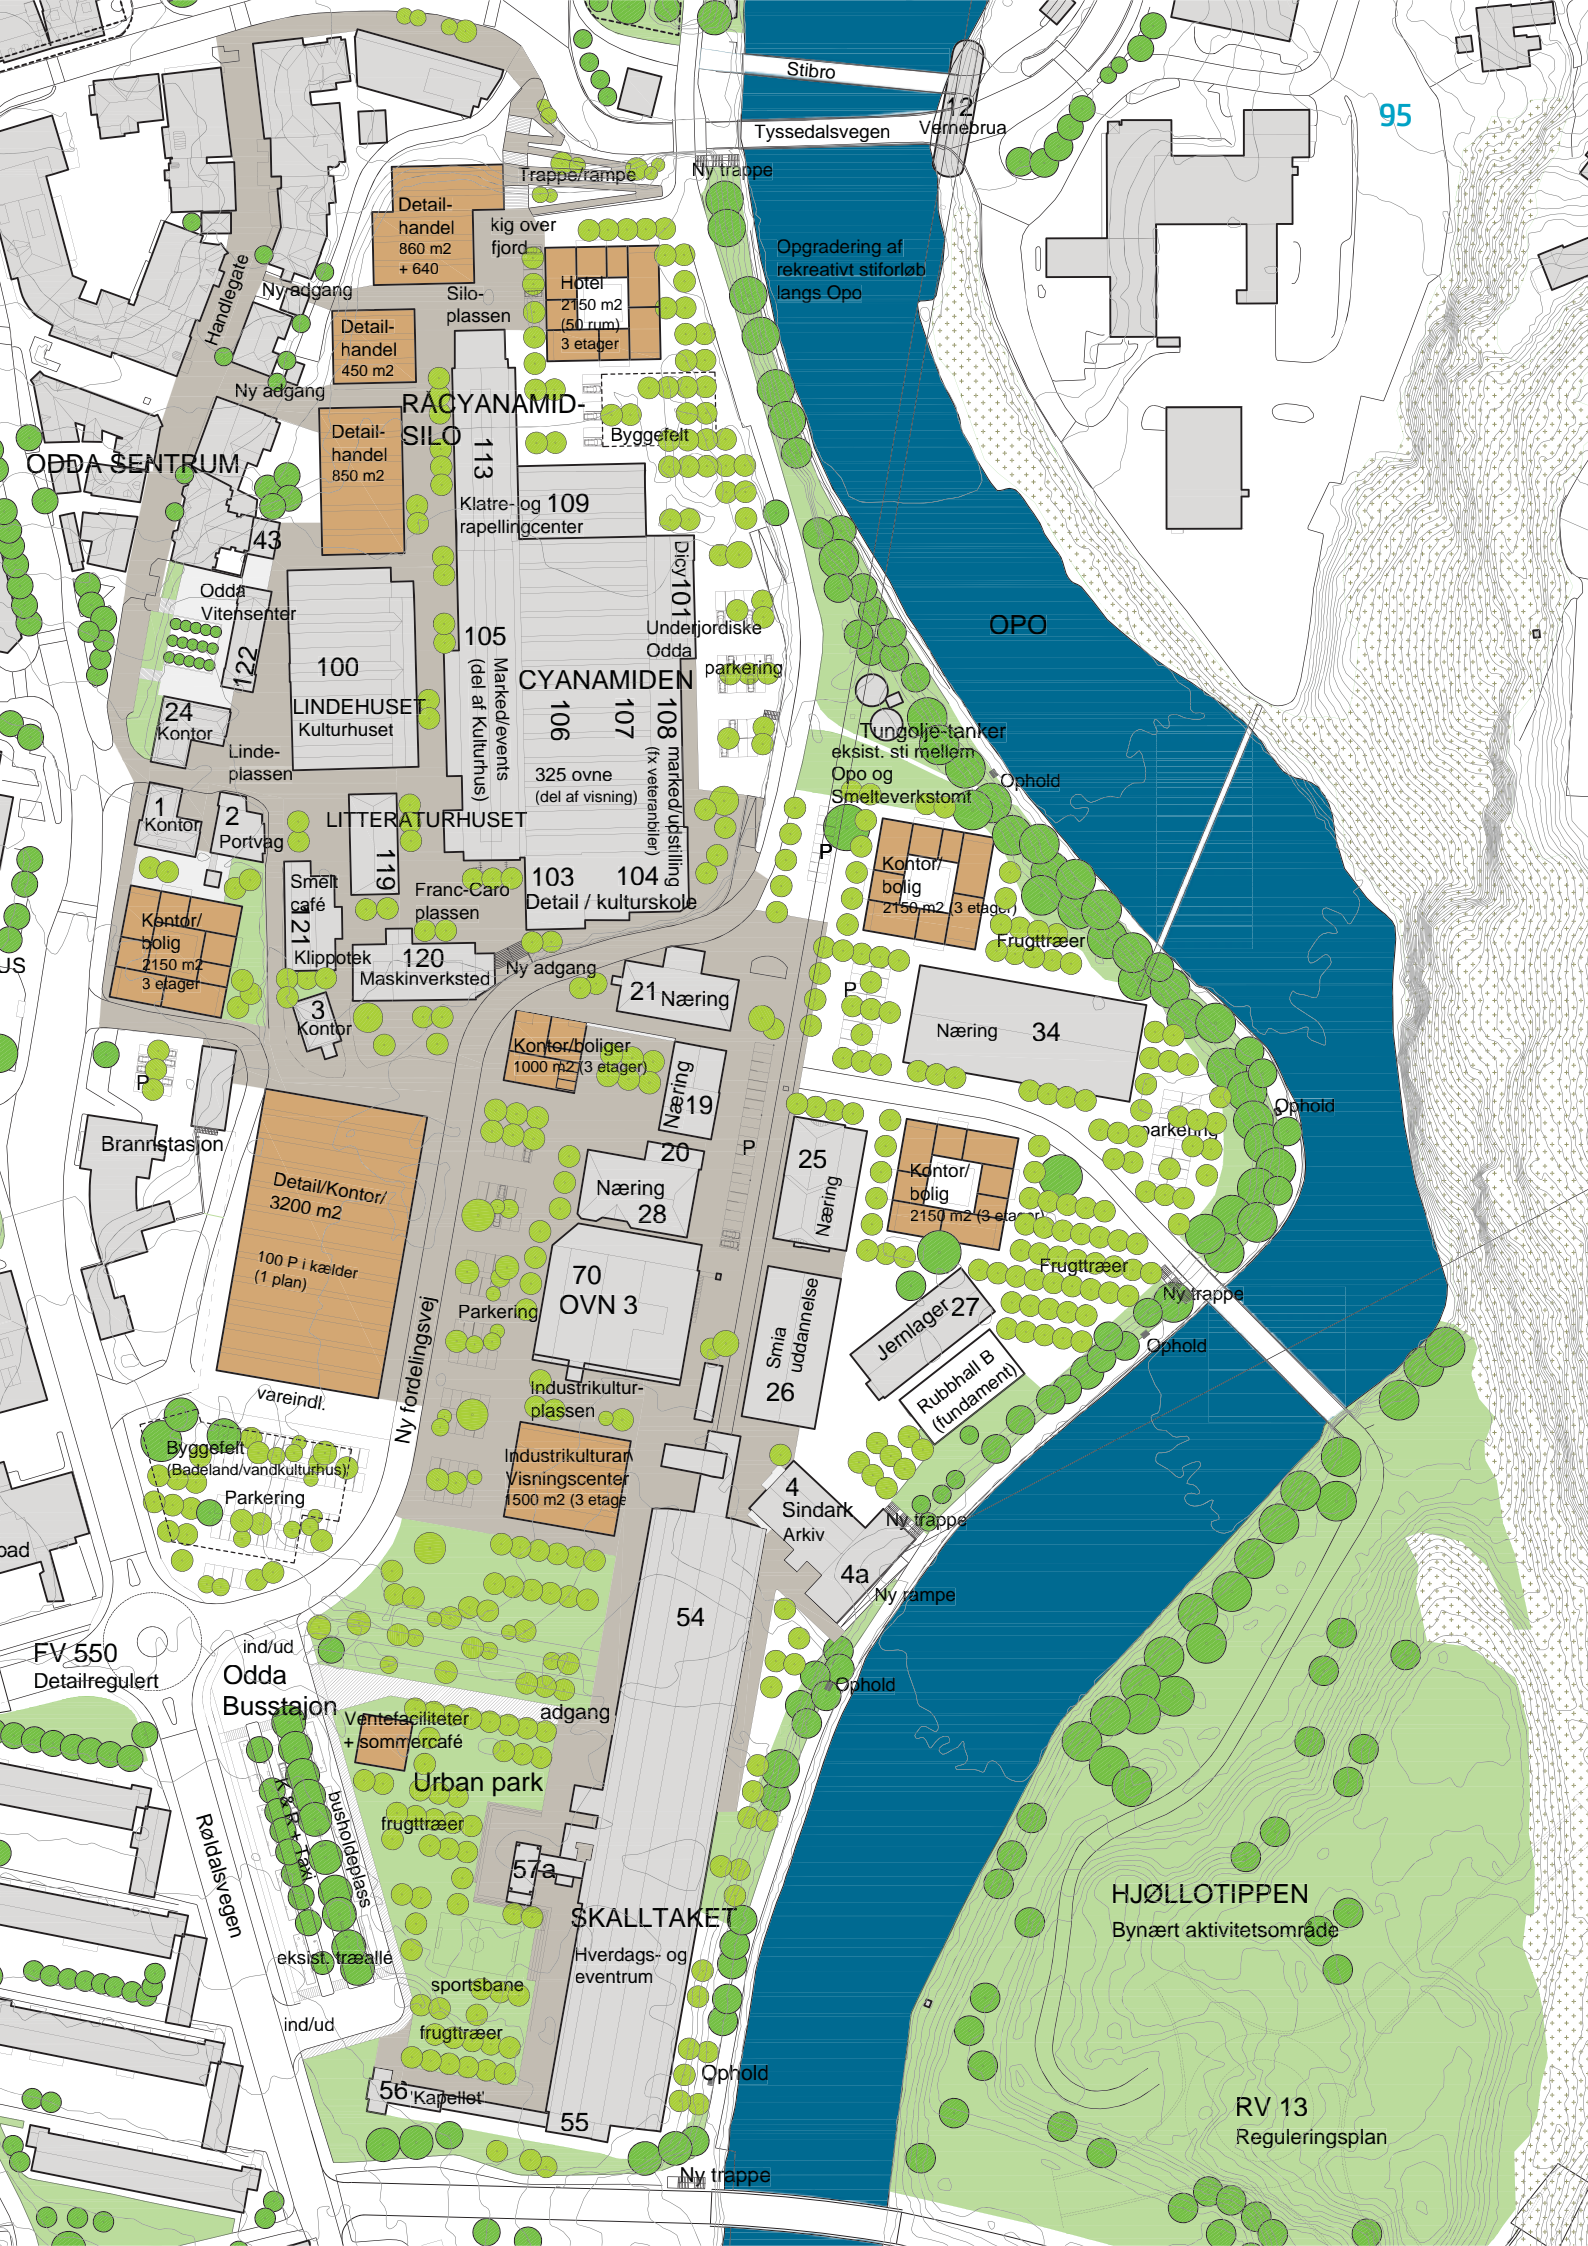 Stibro
95
12
Vernebrua
Tyssedalsvegen
Trappe/rampe
Ny trappe
Detail-
handel
860 m2
+ 640
kig over
fjord
Opgradering af
rekreativt stiforløb
langs Opo
Handlegate
Ny adgang
Silo-
plassen
Hotel
2150 m2
(50 rum)
3 etager
Detail-
handel
450 m2
Ny adgang
RÅCYANAMID-
SILO
113
Byggefelt
Detail-
handel
850 m2
ODDA SENTRUM
Klatre- og
rapellingcenter
109
43
Dicy
101
Odda
Vitensenter
122
Underjordiske
Odda
OPO
105
Marked/events
(del af Kulturhus)
100
LINDEHUSET
Kulturhuset
parkering
CYANAMIDEN
106
107
108
marked/udstilling
(fx veteranbiler)
24
Kontor
Linde-
plassen
Tungolje-tanker
eksist. sti mellem
Opo og
Smelteverkstomt
Ophold
325 ovne
(del af visning)
1
Kontor
2
Portvag
LITTERATURHUSET
119
P
Smelt
café
121
Klippotek
Franc-Caro
plassen
103
104
Detail / kulturskole
Kontor/
bolig
2150 m2 (3 etager)
Kontor/
bolig
2150 m2
3 etager
US
Frugttræer
120
Maskinverksted
Ny adgang
21 Næring
P
3
Kontor
Næring
34
Kontor/boliger
1000 m2 (3 etager)
Næring
19
P
Ophold
parkering
Brannstasjon
20
P
25
Næring
Næring
28
Kontor/
bolig
2150 m2 (3 etager)
Detail/Kontor/
3200 m2
100 P i kælder
(1 plan)
70
OVN 3
Parkering
Frugttræer
Ny trappe
Smia
uddannelse
26
Jernlager
27
Ophold
Rubbhall B
(fundament)
Ny fordelingsvej
vareindl.
Industrikultur-
plassen
Byggefelt
(Badeland/vandkulturhus)
Parkering
Industrikulturar
Visningscenter
1500 m2 (3 etage
4
Sindark
Arkiv
Ny trappe
4a
Ny rampe
54
FV 550
Detailregulert
ind/ud
Odda
Busstajon
Ophold
adgang
Ventefaciliteter
+ sommercafé
Urban park
frugttræer
K & R + Taxi
busholdeplass
Røldalsvegen
57a
SKALLTAKET
Hverdags- og
eventrum
HJØLLOTIPPEN
Bynært aktivitetsområde
eksist. træallé
sportsbane
ind/ud
frugttræer
Ophold
56 'Kapellet'
55
RV 13
Reguleringsplan
Ny trappe